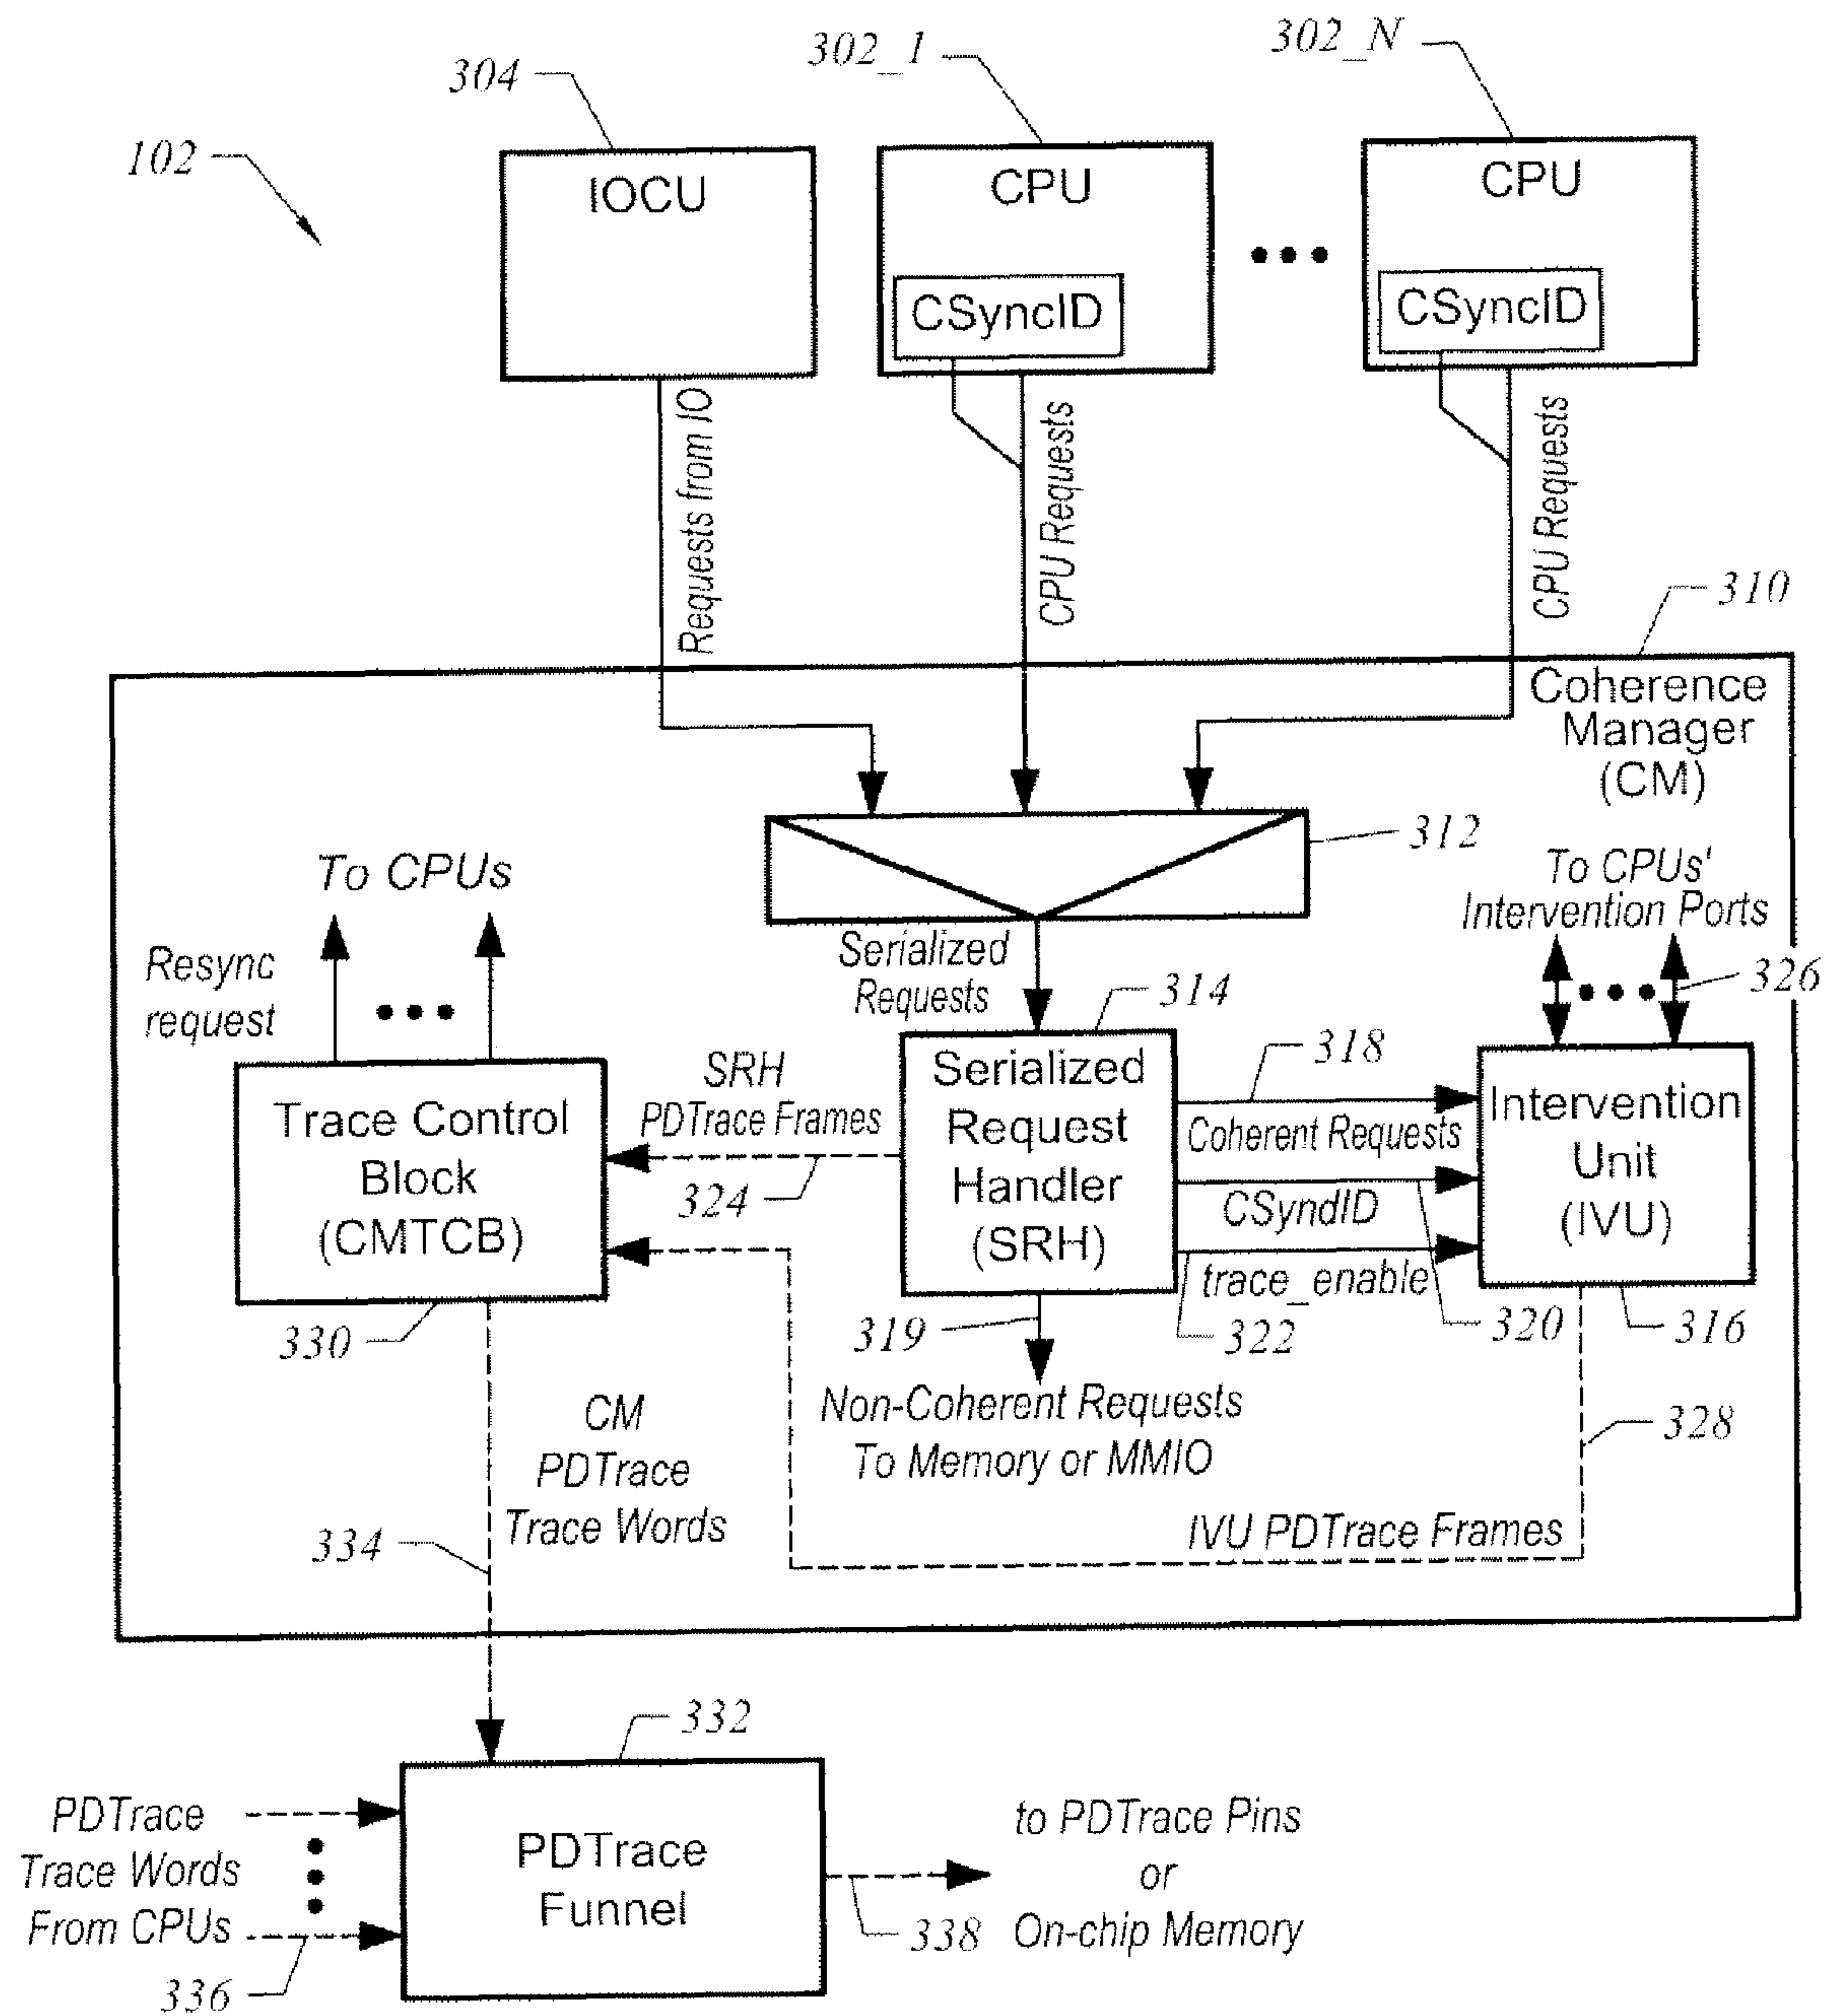 302_1
302_N
304
102
IOCU
CPU
CPU
CSyncID
CSyncID
Requests from IO
CPU Requests
CPU Requests
310
Coherence
Manager
(CM)
312
To CPUs
To CPUs'
Intervention Ports
Serialized
Requests
Resync
request
326
314
318
SRH
PDTrace Frames
Serialized
Request
Handler
(SRH)
Trace Control
Block
(CMTCB)
Coherent Requests
Intervention
Unit
(IVU)
324
CSyndID
trace_enable
330
319
322
320
316
Non-Coherent Requests
To Memory or MMIO
CM
PDTrace
Trace Words
328
334
IVU PDTrace Frames
332
PDTrace
Trace Words
From CPUs
PDTrace
Funnel
to PDTrace Pins
or
On-chip Memory
336
338